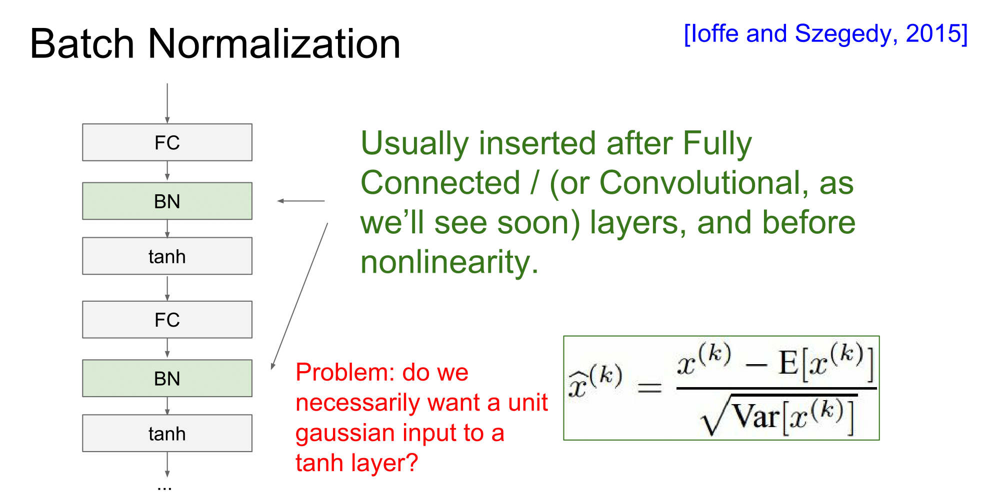 Batch Normalization
[Ioffe and Szegedy, 2015]
FC
BN
tanh
FC
BN
tanh
...
Usually inserted after Fully
Connected / (or Convolutional, as
we'll see soon) layers, and before
nonlinearity.
Problem: do we
necessarily want a unit
gaussian input to a
tanh layer?
$\widehat{x}^{(k)} = \frac{x^{(k)} - \mathrm{E}[x^{(k)}]}{\sqrt{\mathrm{Var}[x^{(k)}]}}$